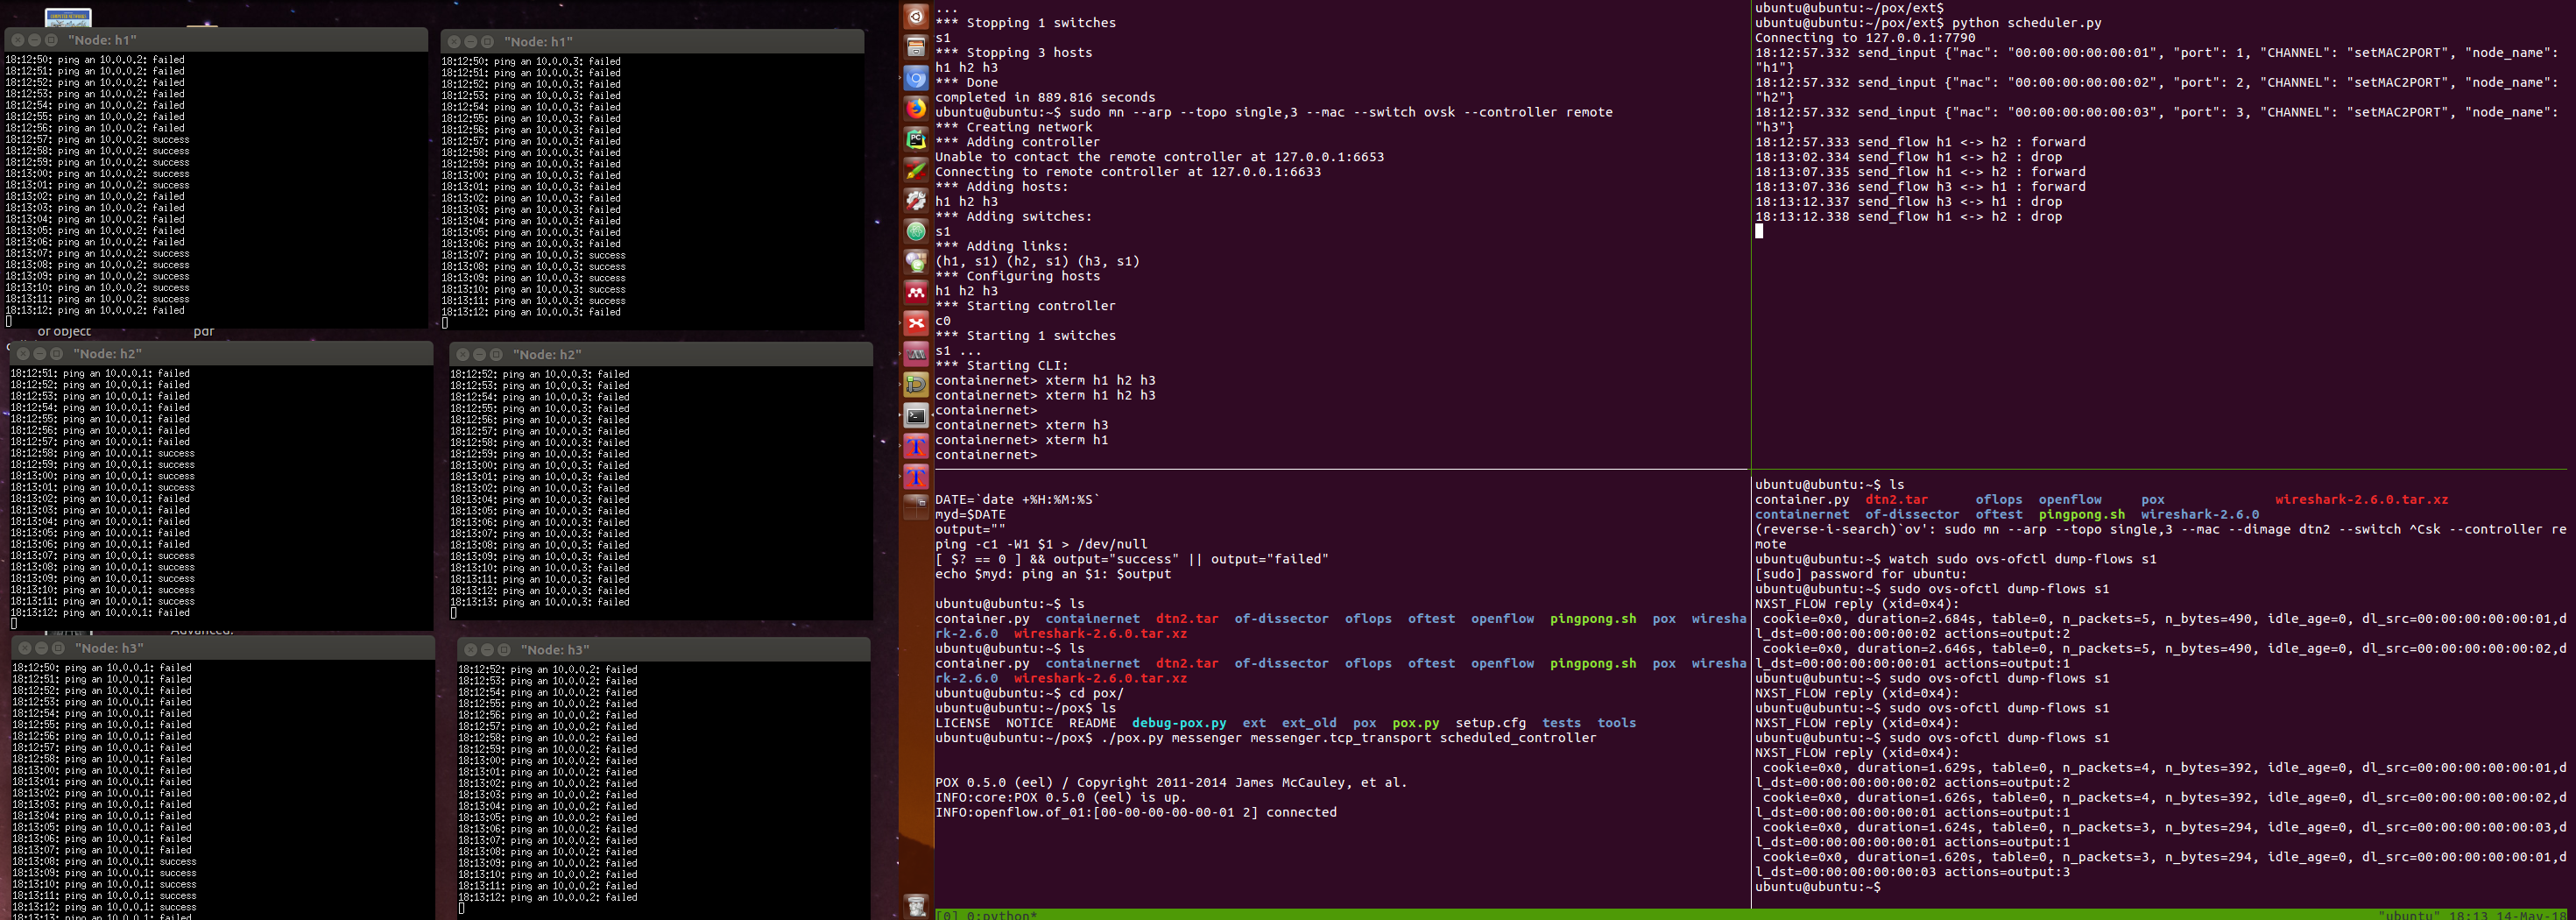 "Node: h1"
18:12:50: ping an 10.0.0.2: failed
18:12:51: ping an 10.0.0.2: failed
18:12:52: ping an 10.0.0.2: failed
18:12:53: ping an 10.0.0.2: failed
18:12:54: ping an 10.0.0.2: failed
18:12:55: ping an 10.0.0.2: failed
18:12:56: ping an 10.0.0.2: failed
18:12:57: ping an 10.0.0.2: success
18:12:58: ping an 10.0.0.2: success
18:12:59: ping an 10.0.0.2: success
18:13:00: ping an 10.0.0.2: success
18:13:01: ping an 10.0.0.2: success
18:13:02: ping an 10.0.0.2: failed
18:13:03: ping an 10.0.0.2: failed
18:13:04: ping an 10.0.0.2: failed
18:13:05: ping an 10.0.0.2: failed
18:13:06: ping an 10.0.0.2: failed
18:13:07: ping an 10.0.0.2: success
18:13:08: ping an 10.0.0.2: success
18:13:09: ping an 10.0.0.2: success
18:13:10: ping an 10.0.0.2: success
18:13:11: ping an 10.0.0.2: success
18:13:12: ping an 10.0.0.2: failed
"Node: h1"
18:12:50: ping an 10.0.0.3: failed
18:12:51: ping an 10.0.0.3: failed
18:12:52: ping an 10.0.0.3: failed
18:12:53: ping an 10.0.0.3: failed
18:12:54: ping an 10.0.0.3: failed
18:12:55: ping an 10.0.0.3: failed
18:12:56: ping an 10.0.0.3: failed
18:12:57: ping an 10.0.0.3: failed
18:12:58: ping an 10.0.0.3: failed
18:12:59: ping an 10.0.0.3: failed
18:13:00: ping an 10.0.0.3: failed
18:13:01: ping an 10.0.0.3: failed
18:13:02: ping an 10.0.0.3: failed
18:13:03: ping an 10.0.0.3: failed
18:13:04: ping an 10.0.0.3: failed
18:13:05: ping an 10.0.0.3: failed
18:13:06: ping an 10.0.0.3: failed
18:13:07: ping an 10.0.0.3: success
18:13:08: ping an 10.0.0.3: success
18:13:09: ping an 10.0.0.3: success
18:13:10: ping an 10.0.0.3: success
18:13:11: ping an 10.0.0.3: success
18:13:12: ping an 10.0.0.3: failed
or object
pdf
"Node: h2"
18:12:51: ping an 10.0.0.1: failed
18:12:52: ping an 10.0.0.1: failed
18:12:53: ping an 10.0.0.1: failed
18:12:54: ping an 10.0.0.1: failed
18:12:55: ping an 10.0.0.1: failed
18:12:56: ping an 10.0.0.1: failed
18:12:57: ping an 10.0.0.1: failed
18:12:58: ping an 10.0.0.1: success
18:12:59: ping an 10.0.0.1: success
18:13:00: ping an 10.0.0.1: success
18:13:01: ping an 10.0.0.1: success
18:13:02: ping an 10.0.0.1: failed
18:13:03: ping an 10.0.0.1: failed
18:13:04: ping an 10.0.0.1: failed
18:13:05: ping an 10.0.0.1: failed
18:13:06: ping an 10.0.0.1: failed
18:13:07: ping an 10.0.0.1: success
18:13:08: ping an 10.0.0.1: success
18:13:09: ping an 10.0.0.1: success
18:13:10: ping an 10.0.0.1: success
18:13:11: ping an 10.0.0.1: success
18:13:12: ping an 10.0.0.1: failed
"Node: h2"
18:12:52: ping an 10.0.0.3: failed
18:12:53: ping an 10.0.0.3: failed
18:12:54: ping an 10.0.0.3: failed
18:12:55: ping an 10.0.0.3: failed
18:12:56: ping an 10.0.0.3: failed
18:12:57: ping an 10.0.0.3: failed
18:12:58: ping an 10.0.0.3: failed
18:12:59: ping an 10.0.0.3: failed
18:13:00: ping an 10.0.0.3: failed
18:13:01: ping an 10.0.0.3: failed
18:13:02: ping an 10.0.0.3: failed
18:13:04: ping an 10.0.0.3: failed
18:13:05: ping an 10.0.0.3: failed
18:13:06: ping an 10.0.0.3: failed
18:13:07: ping an 10.0.0.3: failed
18:13:08: ping an 10.0.0.3: failed
18:13:09: ping an 10.0.0.3: failed
18:13:10: ping an 10.0.0.3: failed
18:13:11: ping an 10.0.0.3: failed
18:13:12: ping an 10.0.0.3: failed
18:13:13: ping an 10.0.0.3: failed
Advanced.
"Node: h3"
18:12:50: ping an 10.0.0.1: failed
18:12:51: ping an 10.0.0.1: failed
18:12:52: ping an 10.0.0.1: failed
18:12:53: ping an 10.0.0.1: failed
18:12:54: ping an 10.0.0.1: failed
18:12:55: ping an 10.0.0.1: failed
18:12:56: ping an 10.0.0.1: failed
18:12:57: ping an 10.0.0.1: failed
18:12:58: ping an 10.0.0.1: failed
18:13:00: ping an 10.0.0.1: failed
18:13:01: ping an 10.0.0.1: failed
18:13:02: ping an 10.0.0.1: failed
18:13:03: ping an 10.0.0.1: failed
18:13:04: ping an 10.0.0.1: failed
18:13:05: ping an 10.0.0.1: failed
18:13:06: ping an 10.0.0.1: failed
18:13:07: ping an 10.0.0.1: failed
18:13:08: ping an 10.0.0.1: success
18:13:09: ping an 10.0.0.1: success
18:13:10: ping an 10.0.0.1: success
18:13:11: ping an 10.0.0.1: success
18:13:12: ping an 10.0.0.1: success
18:13:13: ping an 10.0.0.1: failed
"Node: h3"
18:12:52: ping an 10.0.0.2: failed
18:12:53: ping an 10.0.0.2: failed
18:12:54: ping an 10.0.0.2: failed
18:12:55: ping an 10.0.0.2: failed
18:12:56: ping an 10.0.0.2: failed
18:12:57: ping an 10.0.0.2: failed
18:12:58: ping an 10.0.0.2: failed
18:12:59: ping an 10.0.0.2: failed
18:13:00: ping an 10.0.0.2: failed
18:13:01: ping an 10.0.0.2: failed
18:13:02: ping an 10.0.0.2: failed
18:13:03: ping an 10.0.0.2: failed
18:13:04: ping an 10.0.0.2: failed
18:13:05: ping an 10.0.0.2: failed
18:13:06: ping an 10.0.0.2: failed
18:13:07: ping an 10.0.0.2: failed
18:13:08: ping an 10.0.0.2: failed
18:13:09: ping an 10.0.0.2: failed
18:13:10: ping an 10.0.0.2: failed
18:13:11: ping an 10.0.0.2: failed
18:13:12: ping an 10.0.0.2: failed
...
*** Stopping 1 switches
s1
*** Stopping 3 hosts
h1 h2 h3
*** Done
completed in 889.816 seconds
ubuntu@ubuntu:~$ sudo mn --arp --topo single,3 --mac --switch ovsk --controller remote
*** Creating network
*** Adding controller
Unable to contact the remote controller at 127.0.0.1:6653
Connecting to remote controller at 127.0.0.1:6633
*** Adding hosts:
h1 h2 h3
*** Adding switches:
s1
*** Adding links:
(h1, s1) (h2, s1) (h3, s1)
*** Configuring hosts
h1 h2 h3
*** Starting controller
c0
*** Starting 1 switches
s1 ...
*** Starting CLI:
containernet> xterm h1 h2 h3
containernet> xterm h1 h2 h3
containernet>
containernet> xterm h3
containernet> xterm h1
containernet>
DATE=`date +%H:%M:%S`
myd=$DATE
output=""
ping -c1 -W1 $1 > /dev/null
[ $? == 0 ] && output="success" || output="failed"
echo $myd: ping an $1: $output
ubuntu@ubuntu:~$ ls
container.py containernet dtn2.tar of-dissector oflops oftest openflow pingpong.sh pox wiresha
rk-2.6.0 wireshark-2.6.0.tar.xz
ubuntu@ubuntu:~$ ls
container.py containernet dtn2.tar of-dissector oflops oftest openflow pingpong.sh pox wiresha
rk-2.6.0 wireshark-2.6.0.tar.xz
ubuntu@ubuntu:~$ cd pox/
ubuntu@ubuntu:~/pox$ ls
LICENSE NOTICE README debug-pox.py ext ext_old pox pox.py setup.cfg tests tools
ubuntu@ubuntu:~/pox$ ./pox.py messenger messenger.tcp_transport scheduled_controller
POX 0.5.0 (eel) / Copyright 2011-2014 James McCauley, et al.
INFO:core:POX 0.5.0 (eel) is up.
INFO:openflow.of_01:[00-00-00-00-00-01 2] connected
ubuntu@ubuntu:~/pox/ext$
ubuntu@ubuntu:~/pox/ext$ python scheduler.py
Connecting to 127.0.0.1:7790
18:12:57.332 send_input {"mac": "00:00:00:00:00:01", "port": 1, "CHANNEL": "setMAC2PORT", "node_name":
"h1"}
18:12:57.332 send_input {"mac": "00:00:00:00:00:02", "port": 2, "CHANNEL": "setMAC2PORT", "node_name":
"h2"}
18:12:57.332 send_input {"mac": "00:00:00:00:00:03", "port": 3, "CHANNEL": "setMAC2PORT", "node_name":
"h3"}
18:12:57.333 send_flow h1 <-> h2 : forward
18:13:02.334 send_flow h1 <-> h2 : drop
18:13:07.335 send_flow h1 <-> h2 : forward
18:13:07.336 send_flow h3 <-> h1 : forward
18:13:12.337 send_flow h3 <-> h1 : drop
18:13:12.338 send_flow h1 <-> h2 : drop
ubuntu@ubuntu:~$ ls
container.py dtn2.tar oflops openflow pox wireshark-2.6.0.tar.xz
containernet of-dissector oftest pingpong.sh wireshark-2.6.0
(reverse-i-search)`ov': sudo mn --arp --topo single,3 --mac --dimage dtn2 --switch ^Csk --controller re
mote
ubuntu@ubuntu:~$ watch sudo ovs-ofctl dump-flows s1
[sudo] password for ubuntu:
ubuntu@ubuntu:~$ sudo ovs-ofctl dump-flows s1
NXST_FLOW reply (xid=0x4):
cookie=0x0, duration=2.684s, table=0, n_packets=5, n_bytes=490, idle_age=0, dl_src=00:00:00:00:00:01,d
l_dst=00:00:00:00:00:02 actions=output:2
cookie=0x0, duration=2.646s, table=0, n_packets=5, n_bytes=490, idle_age=0, dl_src=00:00:00:00:00:02,d
l_dst=00:00:00:00:00:01 actions=output:1
ubuntu@ubuntu:~$ sudo ovs-ofctl dump-flows s1
NXST_FLOW reply (xid=0x4):
ubuntu@ubuntu:~$ sudo ovs-ofctl dump-flows s1
NXST_FLOW reply (xid=0x4):
ubuntu@ubuntu:~$ sudo ovs-ofctl dump-flows s1
NXST_FLOW reply (xid=0x4):
cookie=0x0, duration=1.629s, table=0, n_packets=4, n_bytes=392, idle_age=0, dl_src=00:00:00:00:00:01,d
l_dst=00:00:00:00:00:02 actions=output:2
cookie=0x0, duration=1.626s, table=0, n_packets=4, n_bytes=392, idle_age=0, dl_src=00:00:00:00:00:02,d
l_dst=00:00:00:00:00:01 actions=output:1
cookie=0x0, duration=1.624s, table=0, n_packets=3, n_bytes=294, idle_age=0, dl_src=00:00:00:00:00:03,d
l_dst=00:00:00:00:00:01 actions=output:1
cookie=0x0, duration=1.620s, table=0, n_packets=3, n_bytes=294, idle_age=0, dl_src=00:00:00:00:00:01,d
l_dst=00:00:00:00:00:03 actions=output:3
ubuntu@ubuntu:~$
[0] 0:python*
"ubuntu" 18:13 14-May-18